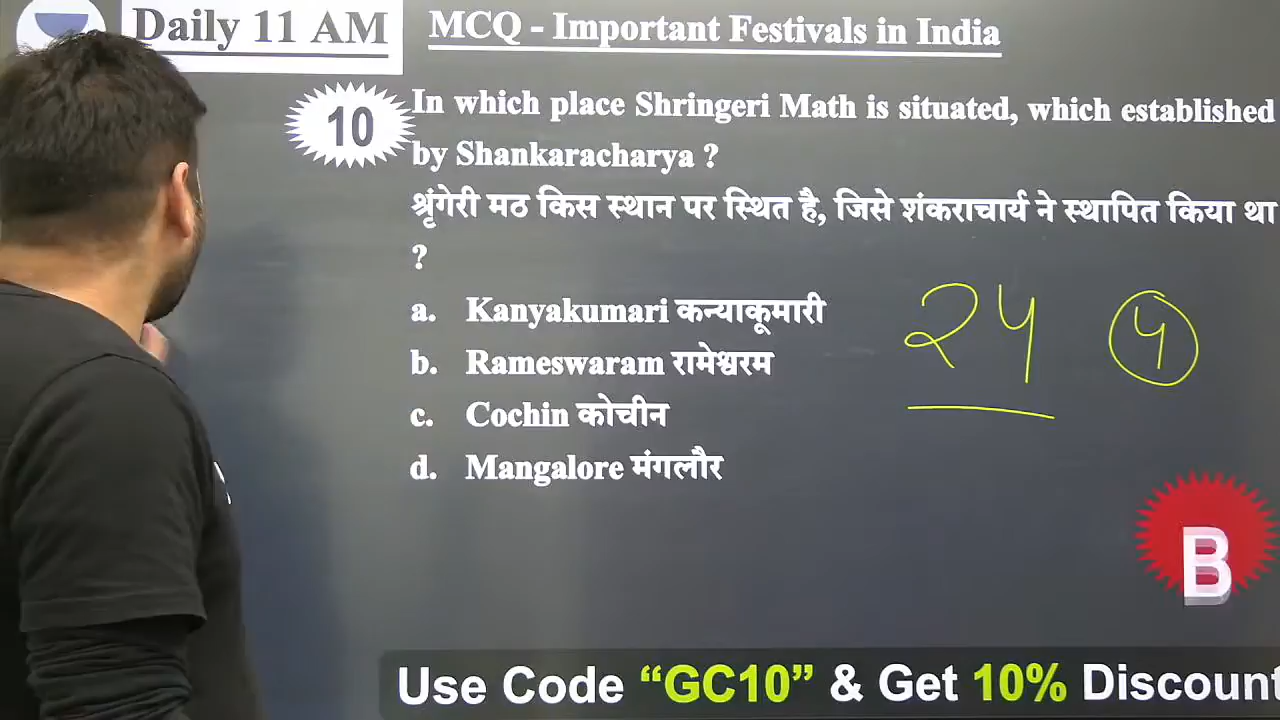 Daily 11 AM
MCQ - Important Festivals in India
10
In which place Shringeri Math is situated, which established
by Shankaracharya ?
श्रृंगेरी मठ किस स्थान पर स्थित है, जिसे शंकराचार्य ने स्थापित किया था
?
a. Kanyakumari कन्याकूमारी
b. Rameswaram रामेश्वरम
c. Cochin कोचीन
d. Mangalore मंगलौर
24 4
B
Use Code “GC10” & Get 10% Discount